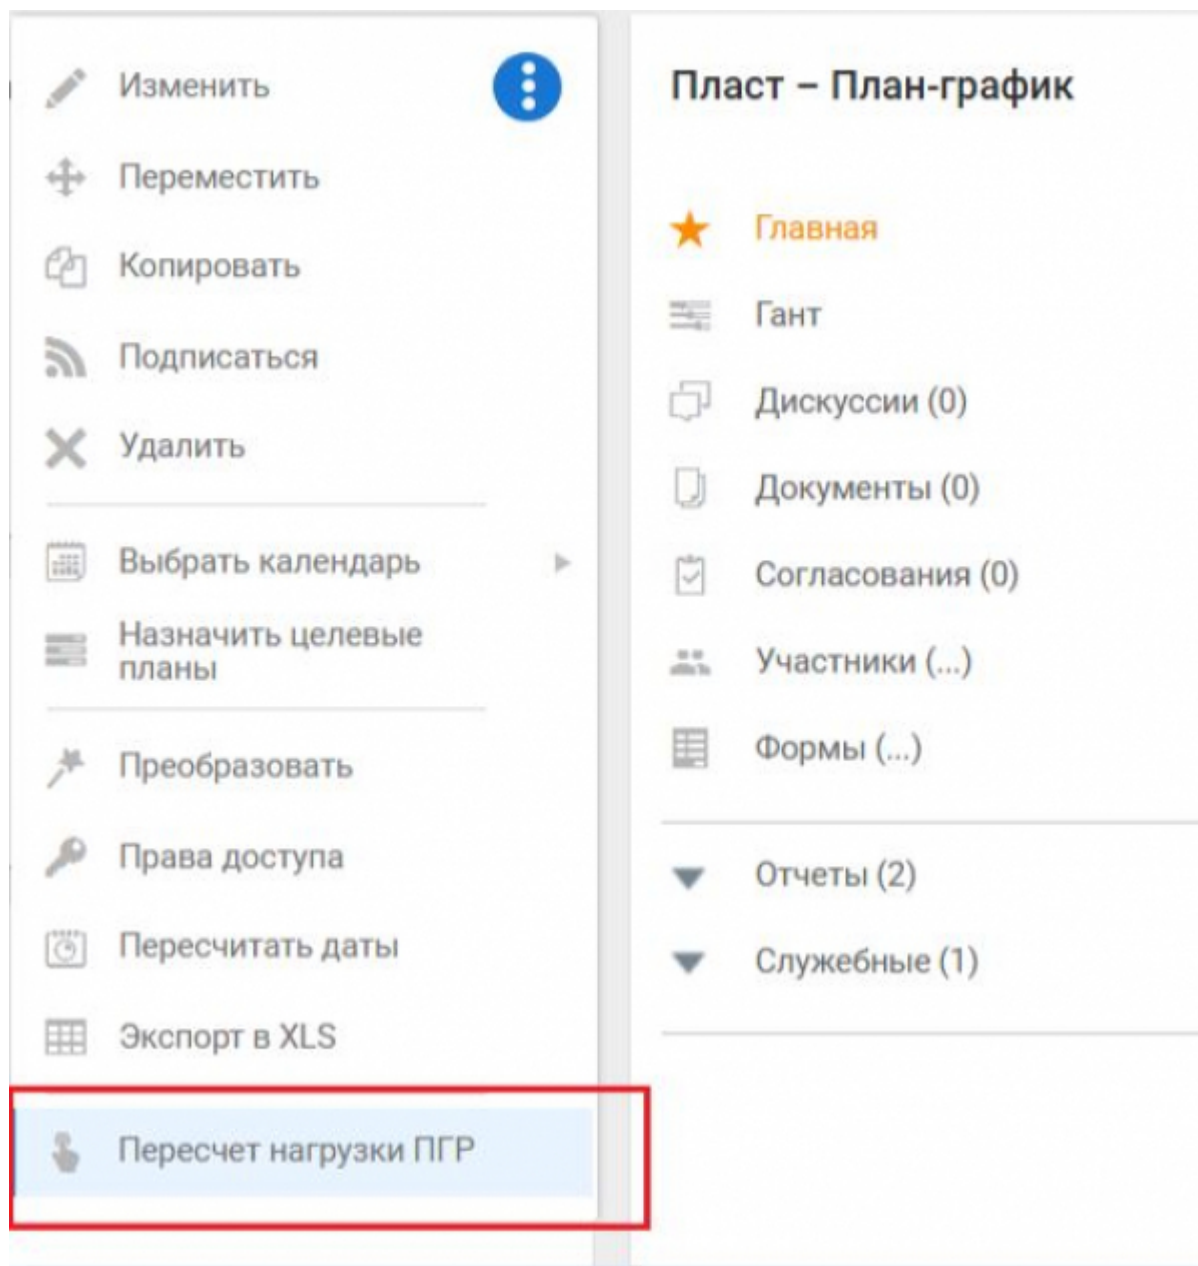 Изменить
Переместить
Копировать
Подписаться
Удалить
Выбрать календарь
Назначить целевые
планы
Преобразовать
Права доступа
Пересчитать даты
Экспорт в XLS
Пересчет нагрузки ПГР
Пласт – План-график
Главная
Гант
Дискуссии (0)
Документы (0)
Согласования (0)
Участники (...)
Формы (...)
Отчеты (2)
Служебные (1)